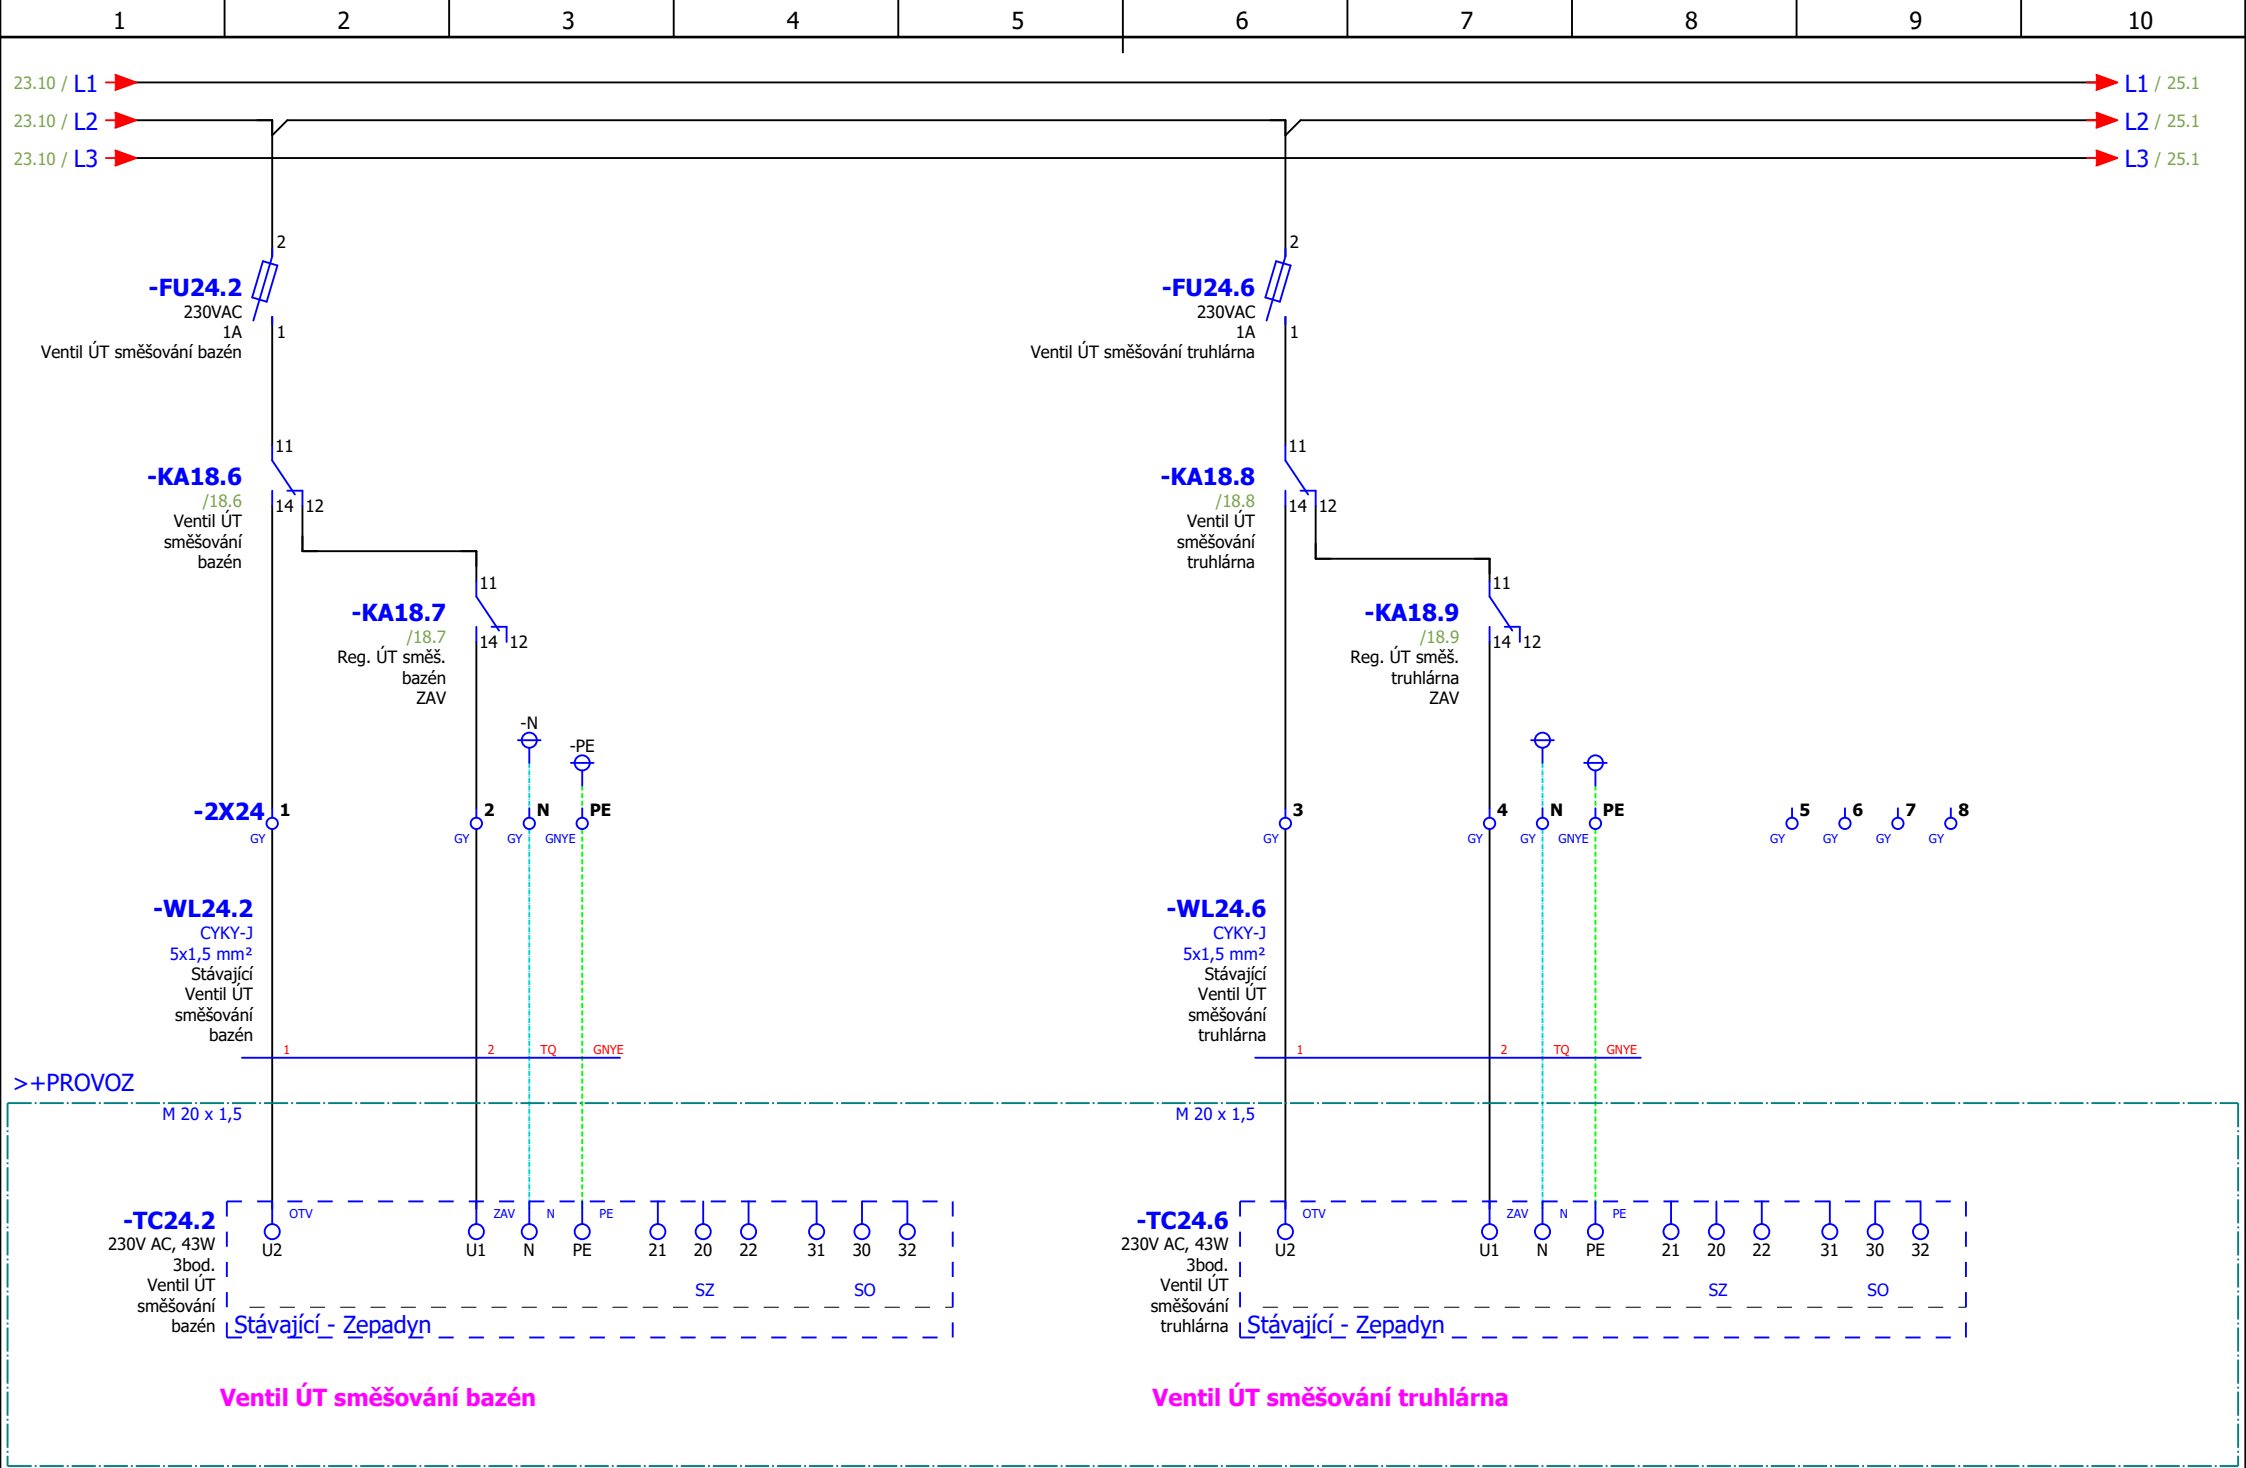 1 2 3 4 5 6 7 8 9 10
23.10 / L1 L1 / 25.1
23.10 / L2 L2 / 25.1
23.10 / L3 L3 / 25.1
2
-FU24.2
230VAC
1A
1
Ventil ÚT směšování bazén
2
-FU24.6
230VAC
1A
1
Ventil ÚT směšování truhlárna
11
-KA18.6
/18.6
14 12
Ventil ÚT
směšování
bazén
11
-KA18.7
/18.7
14 12
Reg. ÚT směš.
bazén
ZAV
11
-KA18.8
/18.8
14 12
Ventil ÚT
směšování
truhlárna
11
-KA18.9
/18.9
14 12
Reg. ÚT směš.
truhlárna
ZAV
-N
-PE
-2X24 1 2 N PE 3 4 N PE 5 6 7 8
GY GY GY GNYE GY GY GY GNYE GY GY GY GY
-WL24.2
CYKY-J
5x1,5 mm²
Stávající
Ventil ÚT
směšování
bazén
1 2 TQ GNYE
-WL24.6
CYKY-J
5x1,5 mm²
Stávající
Ventil ÚT
směšování
truhlárna
1 2 TQ GNYE
>+PROVOZ
M 20 x 1,5 M 20 x 1,5
-TC24.2
230V AC, 43W
3bod.
Ventil ÚT
směšování
bazén
OTV ZAV N PE
U2 U1 N PE 21 20 22 31 30 32
SZ SO
Stávající - Zepadyn
-TC24.6
230V AC, 43W
3bod.
Ventil ÚT
směšování
truhlárna
OTV ZAV N PE
U2 U1 N PE 21 20 22 31 30 32
SZ SO
Stávající - Zepadyn
Ventil ÚT směšování bazén
Ventil ÚT směšování truhlárna